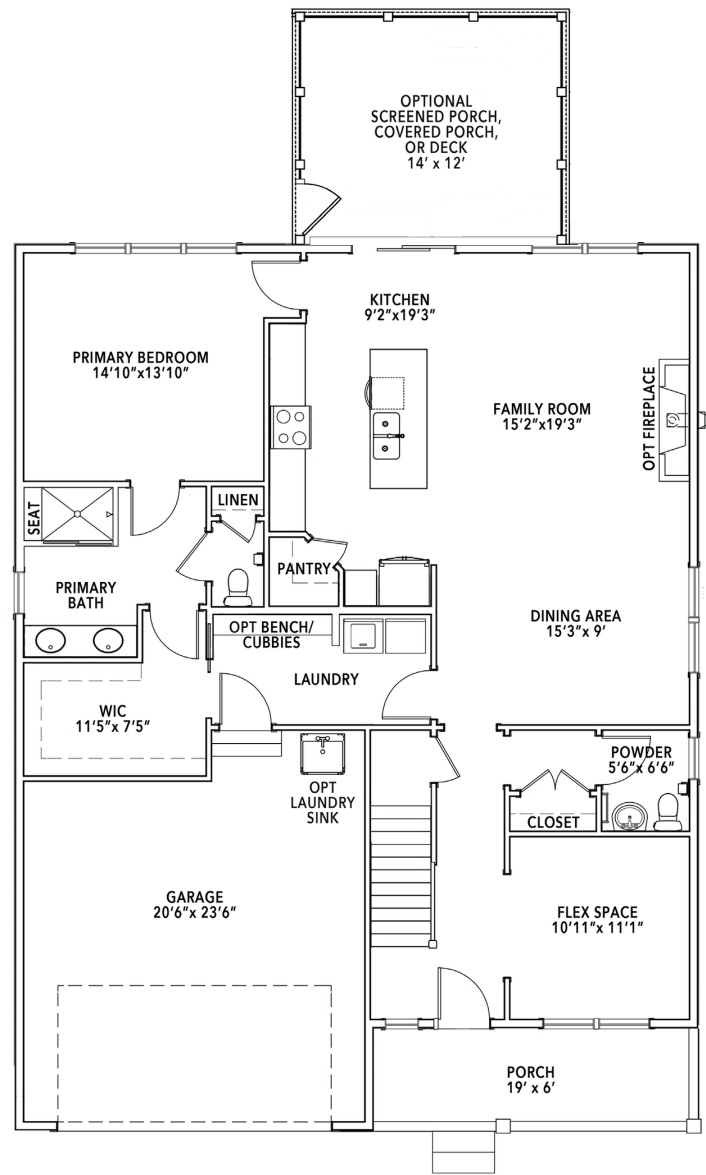 OPTIONAL
SCREENED PORCH,
COVERED PORCH,
OR DECK
14' x 12'
KITCHEN
9'2"x19'3"
PRIMARY BEDROOM
14'10"x13'10"
FAMILY ROOM
15'2"x19'3"
OPT FIREPLACE
SEAT
LINEN
PANTRY
PRIMARY
BATH
OPT BENCH/
CUBBIES
DINING AREA
15'3"x 9'
LAUNDRY
WIC
11'5"x 7'5"
POWDER
5'6"x 6'6"
OPT
LAUNDRY
SINK
CLOSET
GARAGE
20'6"x 23'6"
FLEX SPACE
10'11"x 11'1"
PORCH
19' x 6'